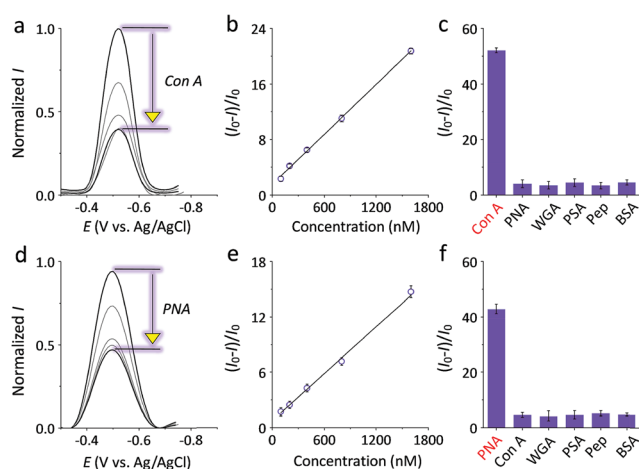 a
Normalized I
1.0
0.5
0.0
-0.4 -0.6 -0.8
E (V vs. Ag/AgCl)
Con A
b
(I₀-I)/I₀
24
16
8
0
0 600 1200 1800
Concentration (nM)
c
(I₀-I)/I₀
60
40
20
0
Con A PNA WGA PSA Pep BSA
d
Normalized I
1.0
0.5
0.0
-0.4 -0.6 -0.8
E (V vs. Ag/AgCl)
PNA
e
(I₀-I)/I₀
18
12
6
0
0 600 1200 1800
Concentration (nM)
f
(I₀-I)/I₀
60
40
20
0
PNA Con A WGA PSA Pep BSA